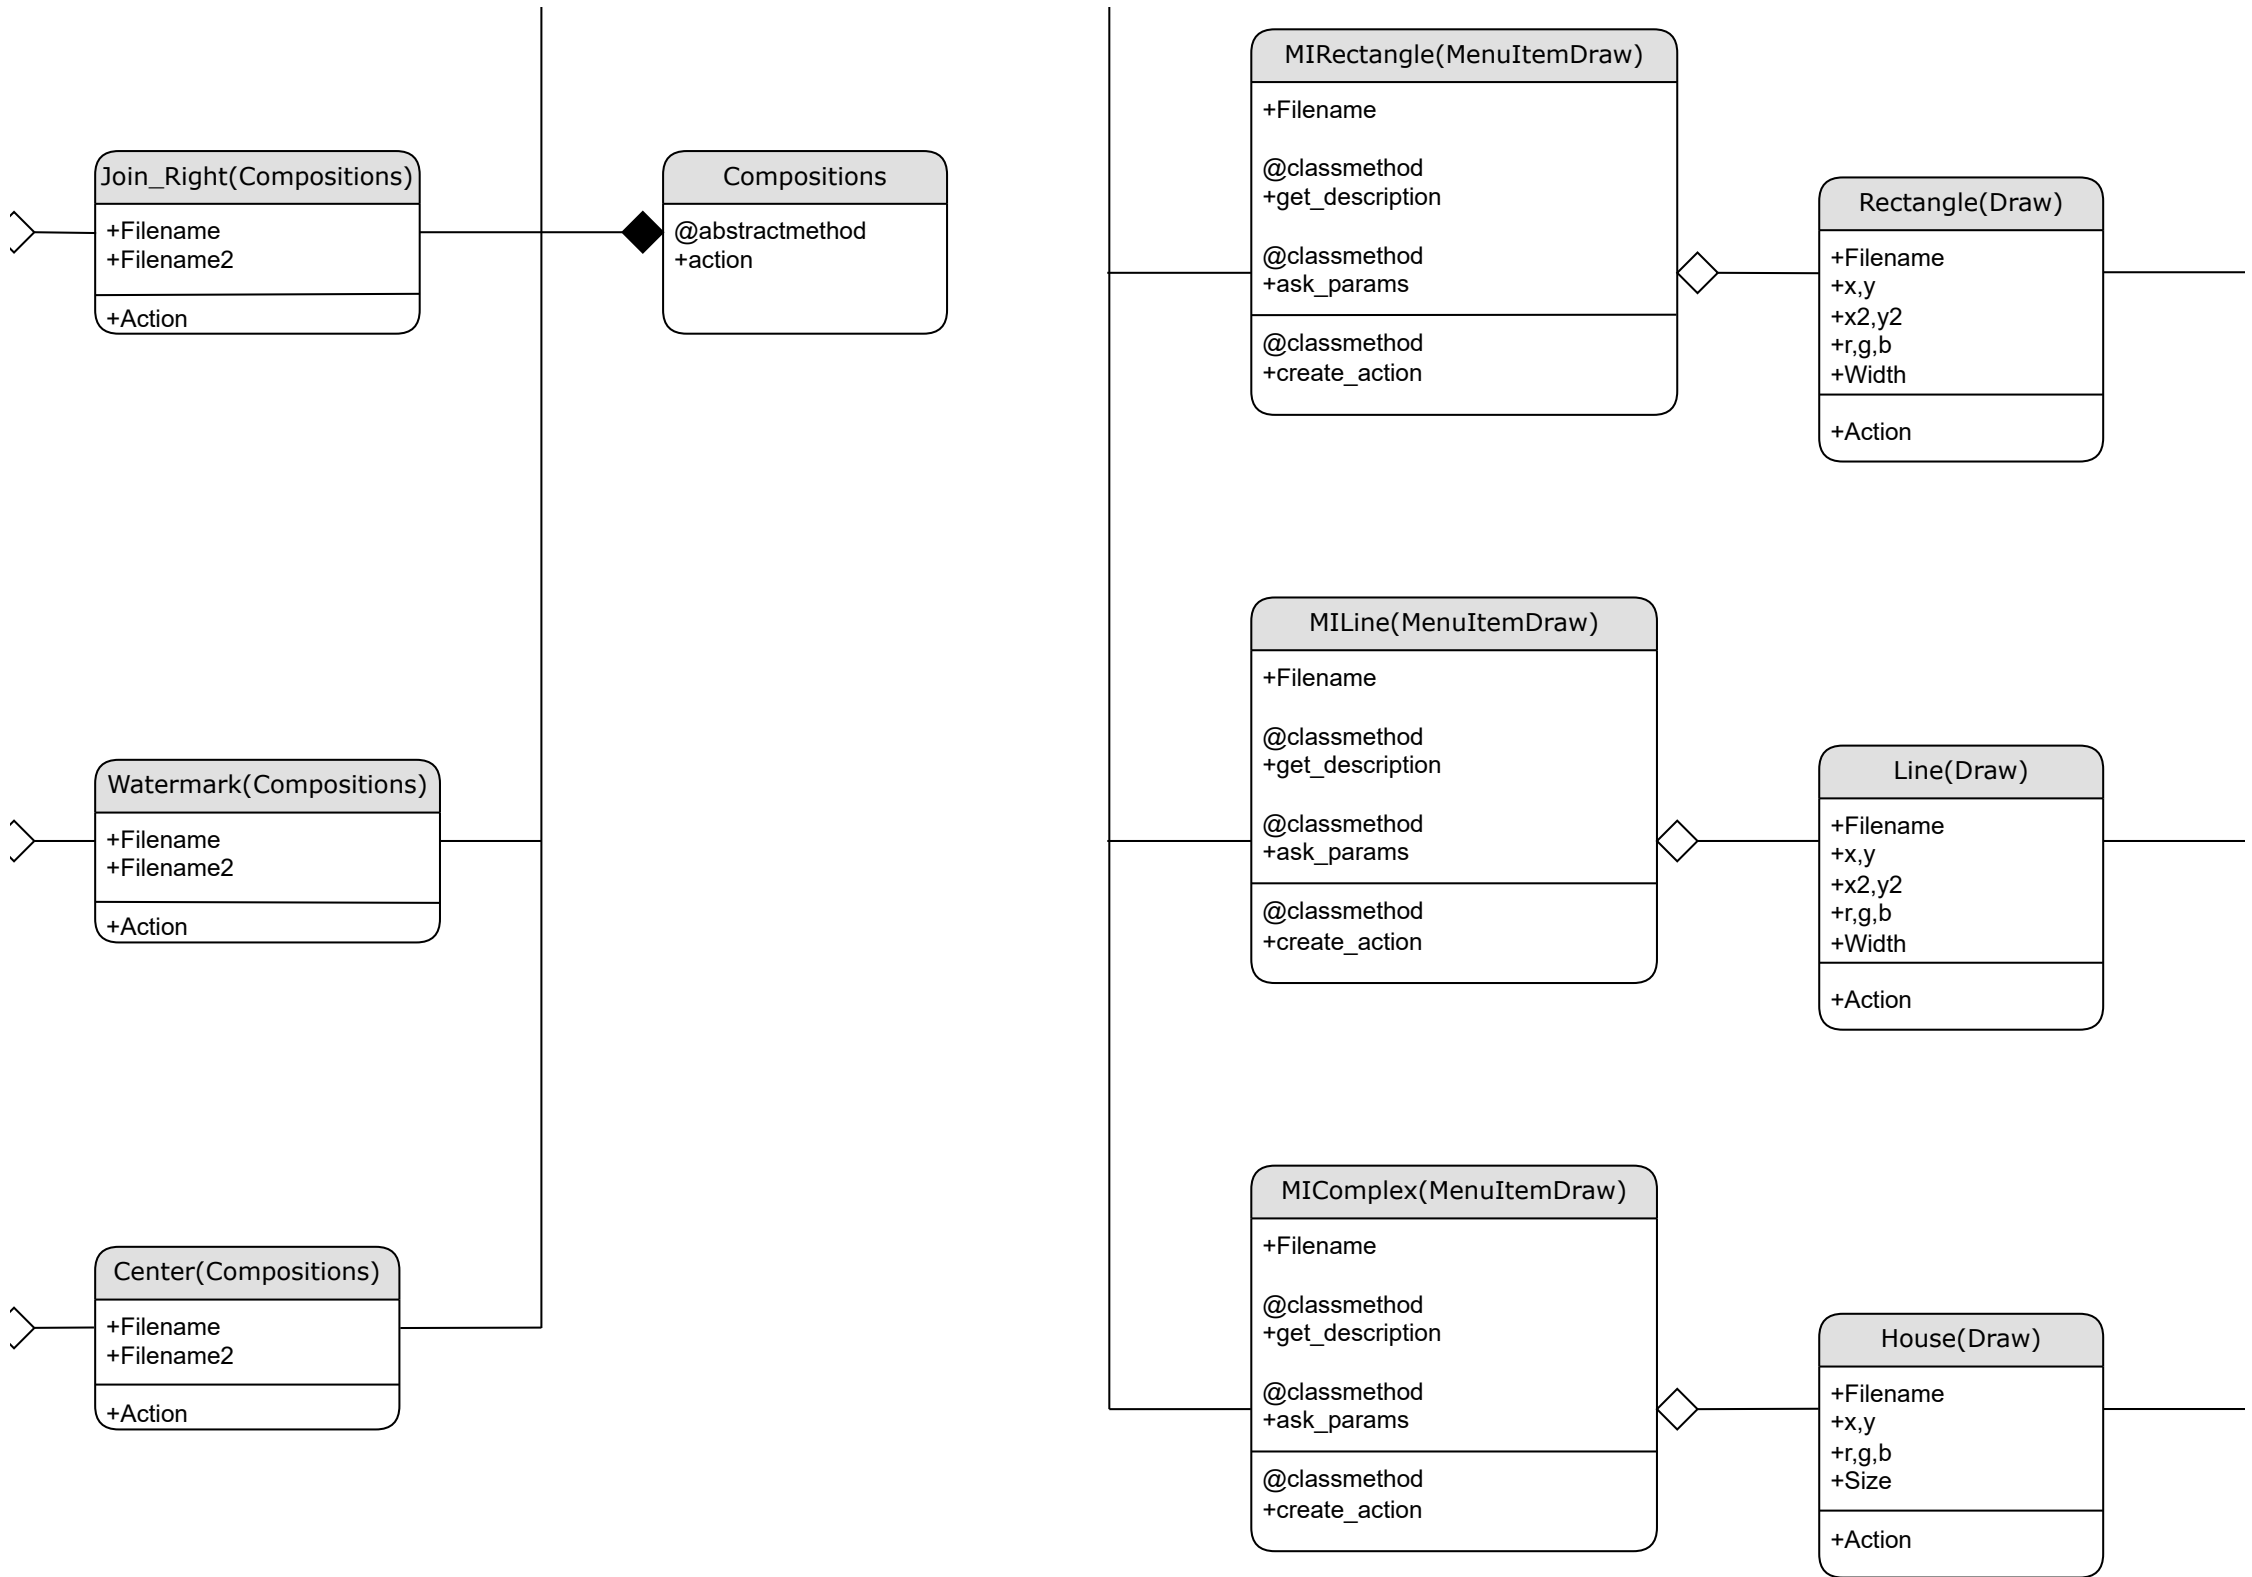 Join_Right(Compositions)
+Filename
+Filename2
+Action
Compositions
@abstractmethod
+action
Watermark(Compositions)
+Filename
+Filename2
+Action
Center(Compositions)
+Filename
+Filename2
+Action
MIRectangle(MenuItemDraw)
+Filename
@classmethod
+get_description
@classmethod
+ask_params
@classmethod
+create_action
Rectangle(Draw)
+Filename
+x,y
+x2,y2
+r,g,b
+Width
+Action
MILine(MenuItemDraw)
+Filename
@classmethod
+get_description
@classmethod
+ask_params
@classmethod
+create_action
Line(Draw)
+Filename
+x,y
+x2,y2
+r,g,b
+Width
+Action
MIComplex(MenuItemDraw)
+Filename
@classmethod
+get_description
@classmethod
+ask_params
@classmethod
+create_action
House(Draw)
+Filename
+x,y
+r,g,b
+Size
+Action